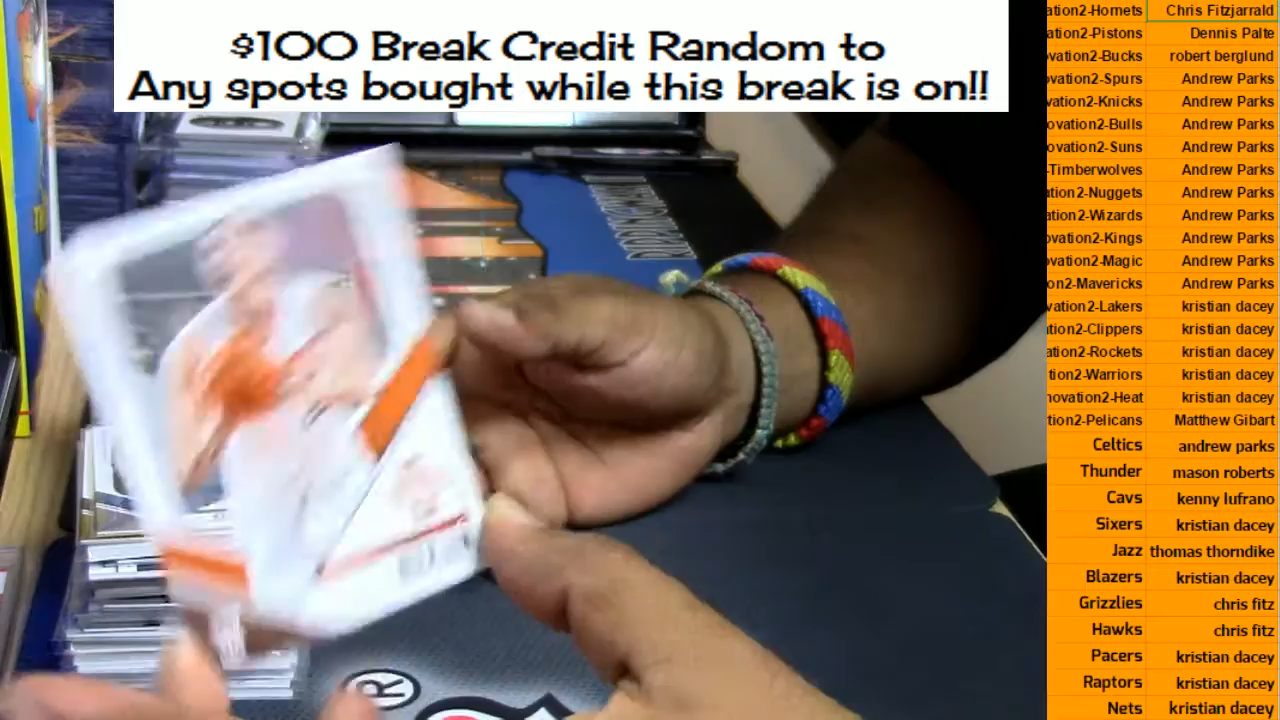 $100 Break Credit Random to
Any spots bought while this break is on!!
ation2-Hornets Chris Fitzjarrald
ation2-Pistons Dennis Palte
ovation2-Bucks robert berglund
ovation2-Spurs Andrew Parks
vation2-Knicks Andrew Parks
ovation2-Bulls Andrew Parks
ovation2-Suns Andrew Parks
-Timberwolves Andrew Parks
ation2-Nuggets Andrew Parks
ation2-Wizards Andrew Parks
ovation2-Kings Andrew Parks
ovation2-Magic Andrew Parks
on2-Mavericks Andrew Parks
vation2-Lakers kristian dacey
ation2-Clippers kristian dacey
ation2-Rockets kristian dacey
tion2-Warriors kristian dacey
novation2-Heat kristian dacey
tion2-Pelicans Matthew Gibart
Celtics andrew parks
Thunder mason roberts
Cavs kenny lufrano
Sixers kristian dacey
Jazz thomas thorndike
Blazers kristian dacey
Grizzlies chris fitz
Hawks chris fitz
Pacers kristian dacey
Raptors kristian dacey
Nets kristian dacey
®